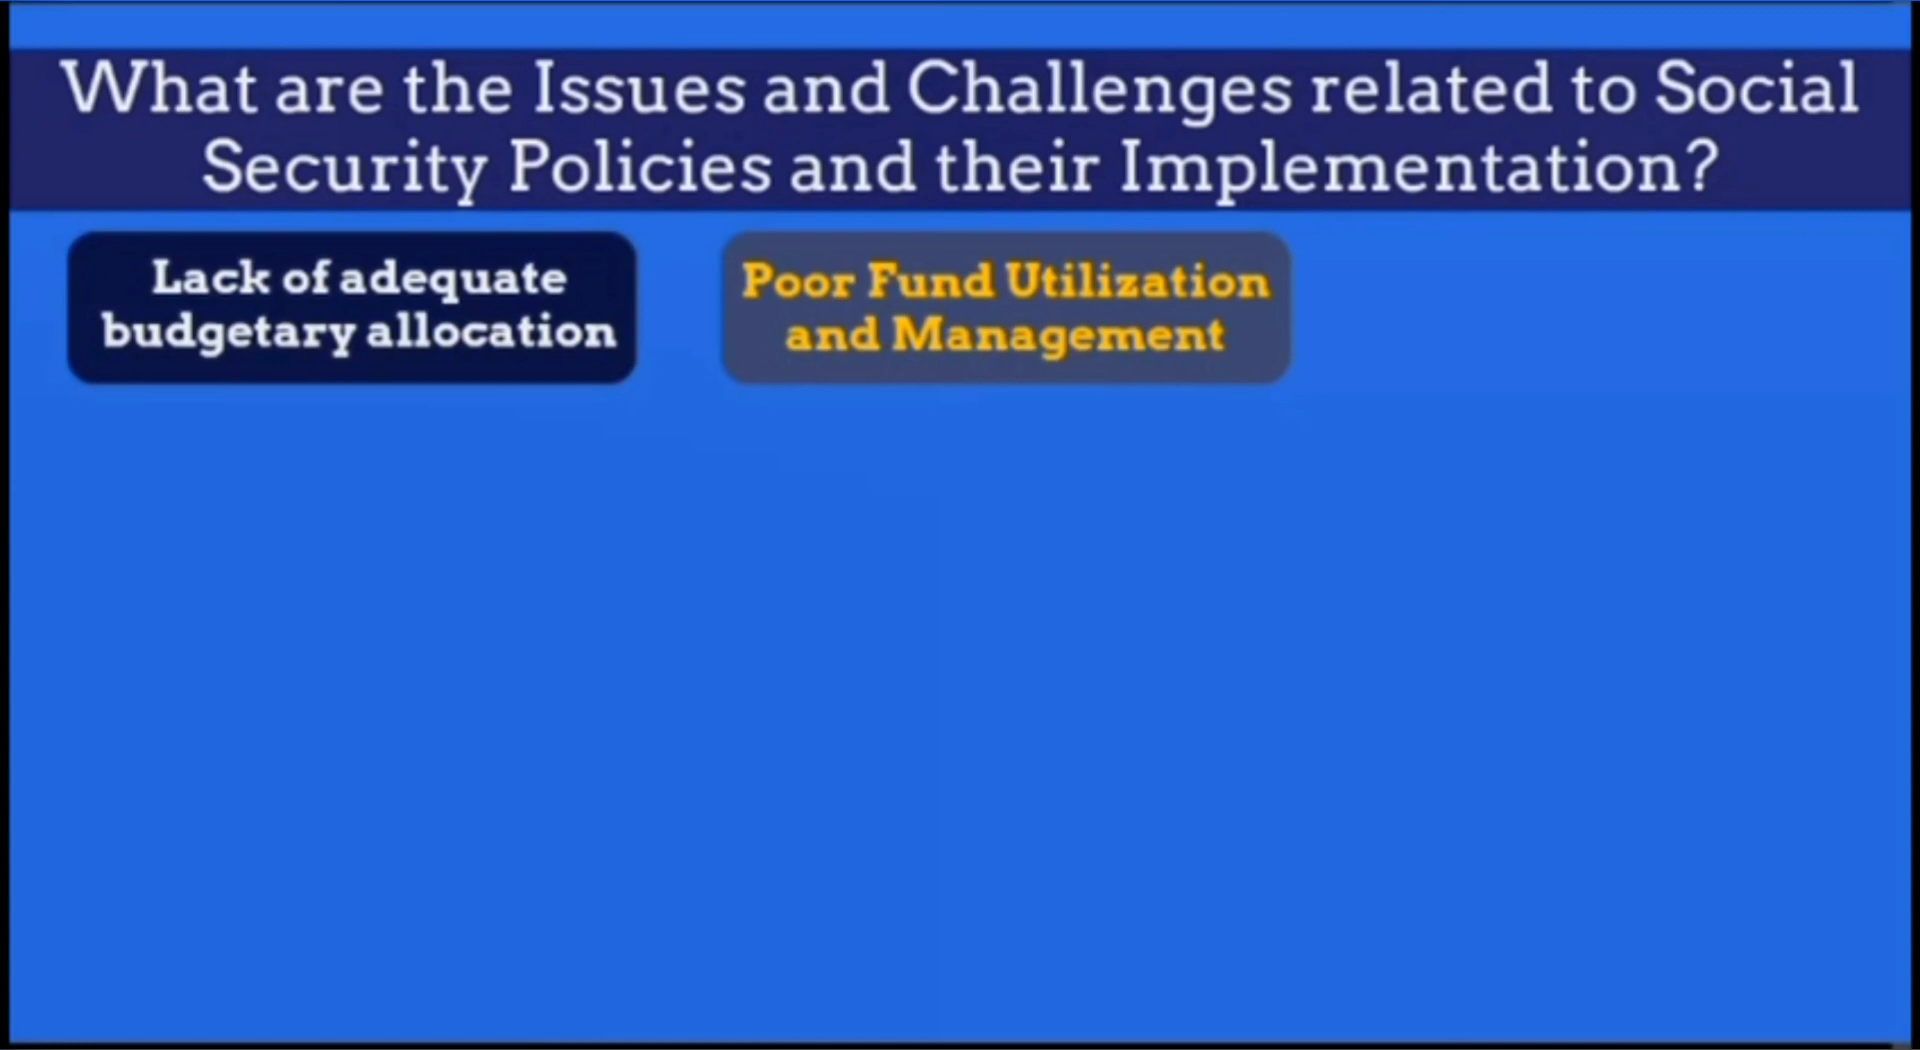 What are the Issues and Challenges related to Social
Security Policies and their Implementation?
Lack of adequate
budgetary allocation
Poor Fund Utilization
and Management